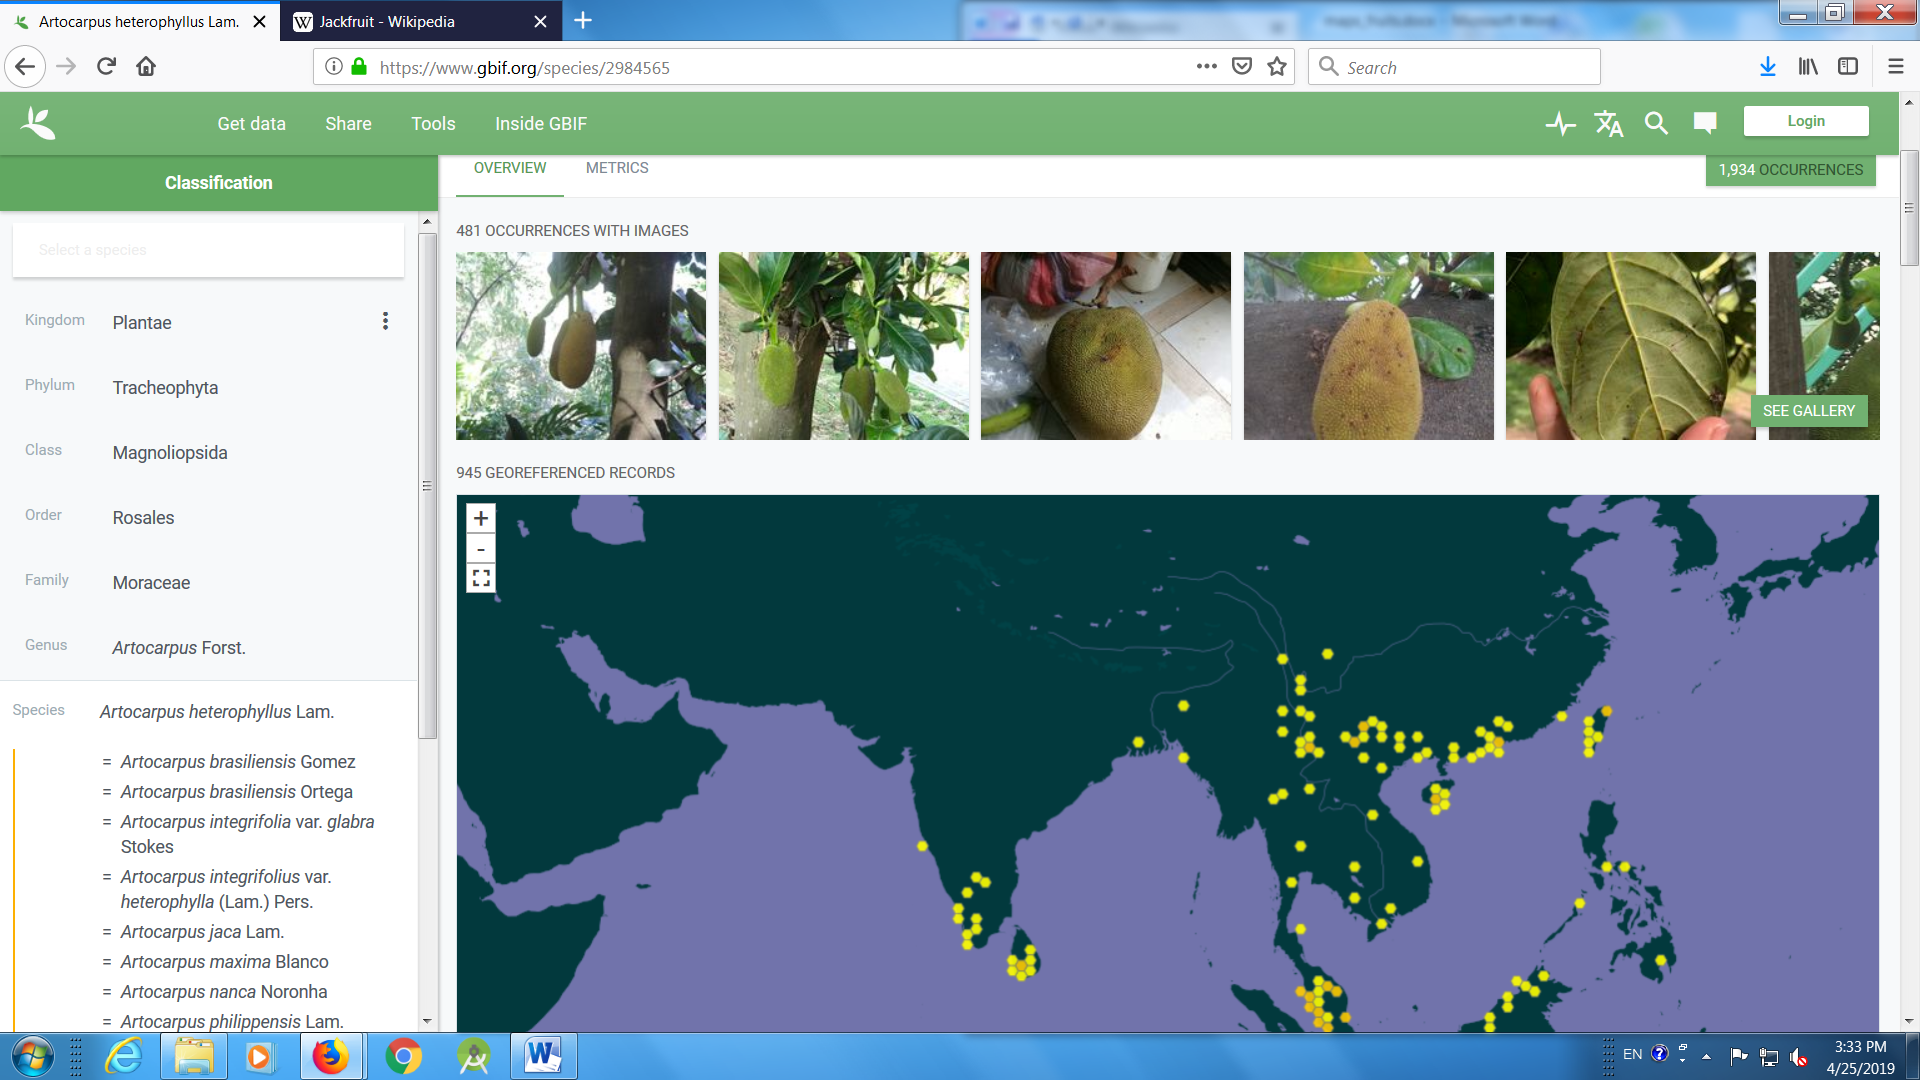 Artocarpus heterophyllus Lam.
Jackfruit - Wikipedia
https://www.gbif.org/species/2984565
Search
Get data
Share
Tools
Inside GBIF
Login
Classification
OVERVIEW
METRICS
1,934 OCCURRENCES
Select a species
Kingdom Plantae
Phylum Tracheophyta
Class Magnoliopsida
Order Rosales
Family Moraceae
Genus Artocarpus Forst.
Species Artocarpus heterophyllus Lam.
= Artocarpus brasiliensis Gomez
= Artocarpus brasiliensis Ortega
= Artocarpus integrifolia var. glabra
Stokes
= Artocarpus integrifolius var.
heterophylla (Lam.) Pers.
= Artocarpus jaca Lam.
= Artocarpus maxima Blanco
= Artocarpus nanca Noronha
= Artocarpus philippensis Lam.
481 OCCURRENCES WITH IMAGES
SEE GALLERY
945 GEOREFERENCED RECORDS
+
-
EN
3:33 PM
4/25/2019